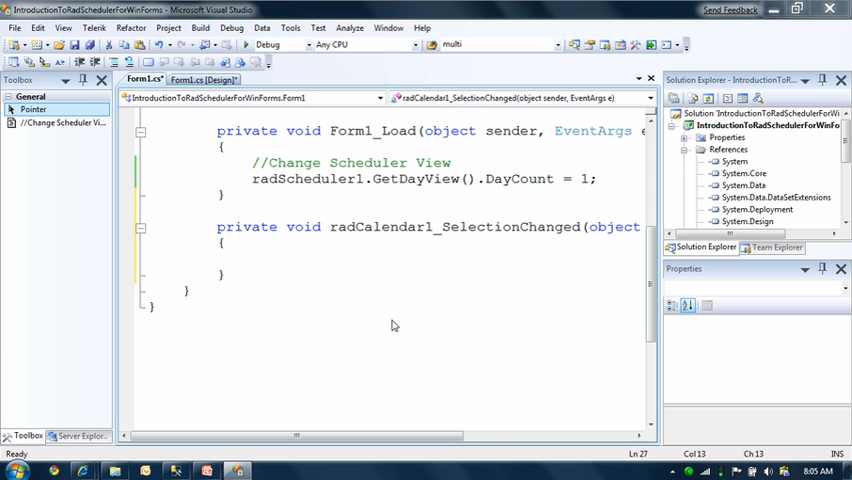 IntroductionToRadSchedulerForWinForms - Microsoft Visual Studio
Send Feedback
File Edit View Telerik Refactor Project Build Debug Data Tools Test Analyze Window Help
Debug Any CPU multi
Toolbox
General
Pointer
//Change Scheduler Vi...
Toolbox Server Explor...
Form1.cs* Form1.cs [Design]*
IntroductionToRadSchedulerForWinForms.Form1 radCalendar1_SelectionChanged(object sender, EventArgs e)
private void Form1_Load(object sender, EventArgs e
{
//Change Scheduler View
radScheduler1.GetDayView().DayCount = 1;
}
private void radCalendar1_SelectionChanged(object
{
}
}
}
Solution Explorer - IntroductionToR...
Solution 'IntroductionToRadSchedulerFo
IntroductionToRadSchedulerForWinFo
Properties
References
System
System.Core
System.Data
System.Data.DataSetExtensions
System.Deployment
System.Design
Solution Explorer Team Explorer
Properties
Ready Ln 27 Col 13 Ch 13 INS
8:05 AM